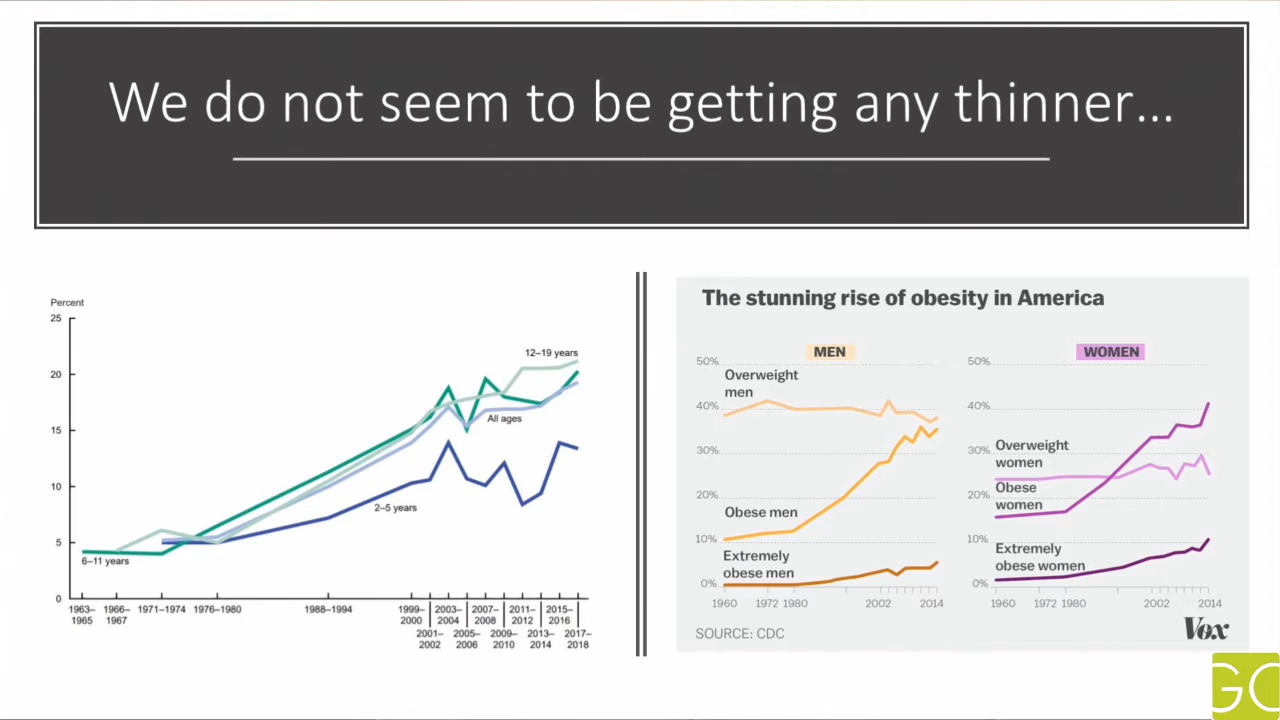 We do not seem to be getting any thinner...
Percent
25
20
15
10
5
0
12–19 years
All ages
2–5 years
6–11 years
1963–
1965
1966–
1967
1971–1974
1976–1980
1988–1994
1999–
2000
2001–
2002
2003–
2004
2005–
2006
2007–
2008
2009–
2010
2011–
2012
2013–
2014
2015–
2016
2017–
2018
The stunning rise of obesity in America
MEN
50%
Overweight
men
40%
30%
20%
Obese men
10%
Extremely
obese men
0%
1960
1972
1980
2002
2014
WOMEN
50%
40%
Overweight
women
30%
Obese
women
20%
10%
Extremely
obese women
0%
1960
1972
1980
2002
2014
SOURCE: CDC
Vox
GO